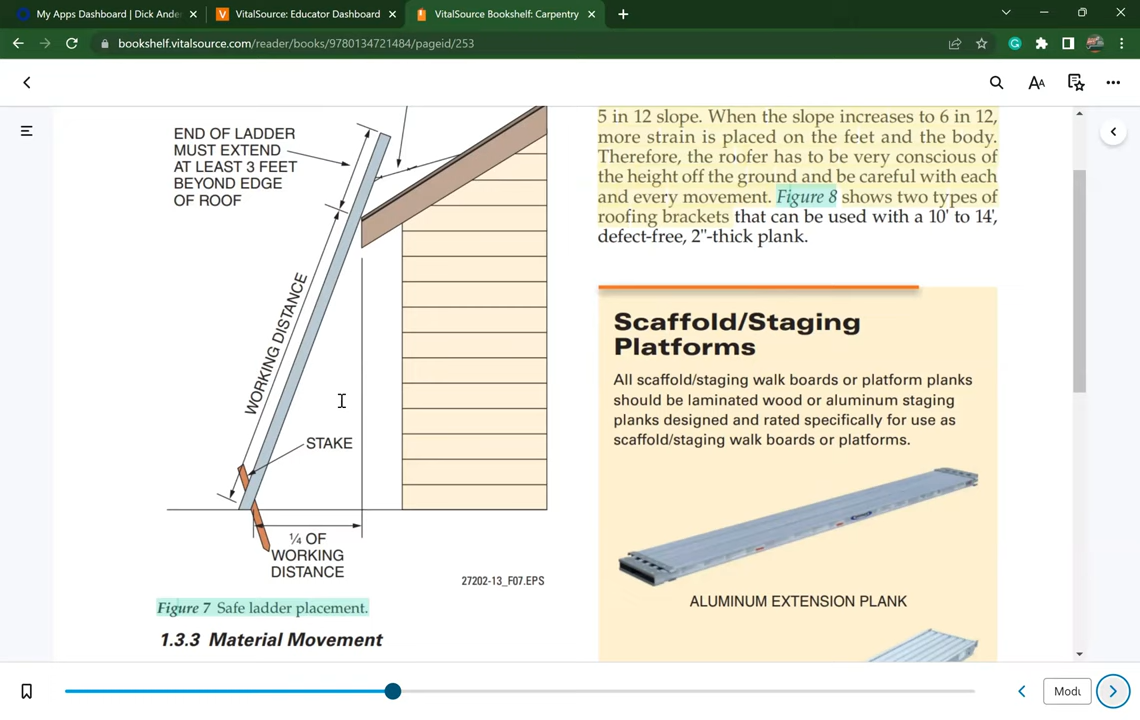 My Apps Dashboard | Dick Ande
VitalSource: Educator Dashboard
VitalSource Bookshelf: Carpentry
bookshelf.vitalsource.com/reader/books/9780134721484/pageid/253
AA
END OF LADDER
MUST EXTEND
AT LEAST 3 FEET
BEYOND EDGE
OF ROOF
WORKING DISTANCE
STAKE
¼ OF
WORKING
DISTANCE
27202-13_F07.EPS
Figure 7 Safe ladder placement.
1.3.3 Material Movement
5 in 12 slope. When the slope increases to 6 in 12,
more strain is placed on the feet and the body.
Therefore, the roofer has to be very conscious of
the height off the ground and be careful with each
and every movement. Figure 8 shows two types of
roofing brackets that can be used with a 10' to 14',
defect-free, 2"-thick plank.
Scaffold/Staging
Platforms
All scaffold/staging walk boards or platform planks
should be laminated wood or aluminum staging
planks designed and rated specifically for use as
scaffold/staging walk boards or platforms.
ALUMINUM EXTENSION PLANK
Modu